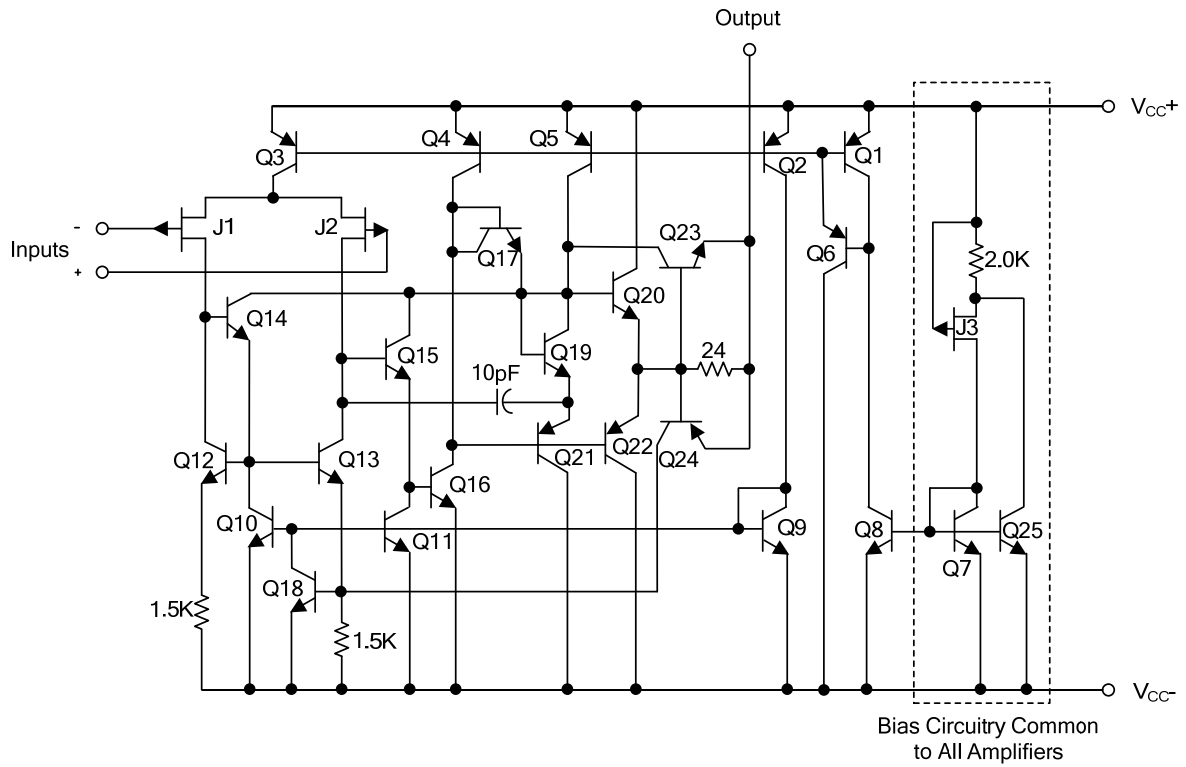 Output
V_CC+
Q3
Q4
Q5
Q2
Q1
-
Inputs
+
J1
J2
Q17
Q23
Q6
2.0K
Q14
Q20
J3
Q15
Q19
24
10pF
Q12
Q13
Q16
Q21
Q22
Q24
Q10
Q11
Q9
Q8
Q7
Q25
Q18
1.5K
1.5K
V_CC-
Bias Circuitry Common
to All Amplifiers